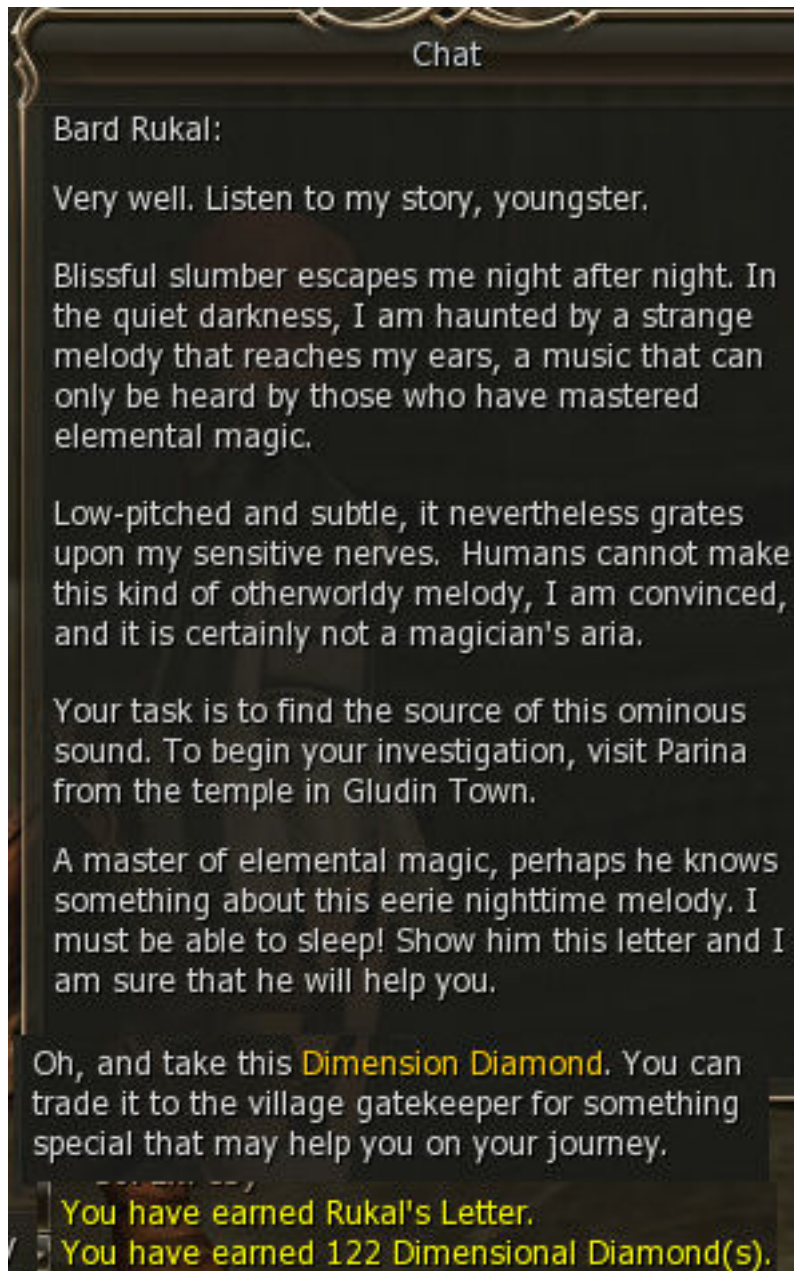 Chat
Bard Rukal:
Very well. Listen to my story, youngster.
Blissful slumber escapes me night after night. In
the quiet darkness, I am haunted by a strange
melody that reaches my ears, a music that can
only be heard by those who have mastered
elemental magic.
Low-pitched and subtle, it nevertheless grates
upon my sensitive nerves. Humans cannot make
this kind of otherworldy melody, I am convinced,
and it is certainly not a magician's aria.
Your task is to find the source of this ominous
sound. To begin your investigation, visit Parina
from the temple in Gludin Town.
A master of elemental magic, perhaps he knows
something about this eerie nighttime melody. I
must be able to sleep! Show him this letter and I
am sure that he will help you.
Oh, and take this Dimension Diamond. You can
trade it to the village gatekeeper for something
special that may help you on your journey.
You have earned Rukal's Letter.
You have earned 122 Dimensional Diamond(s).